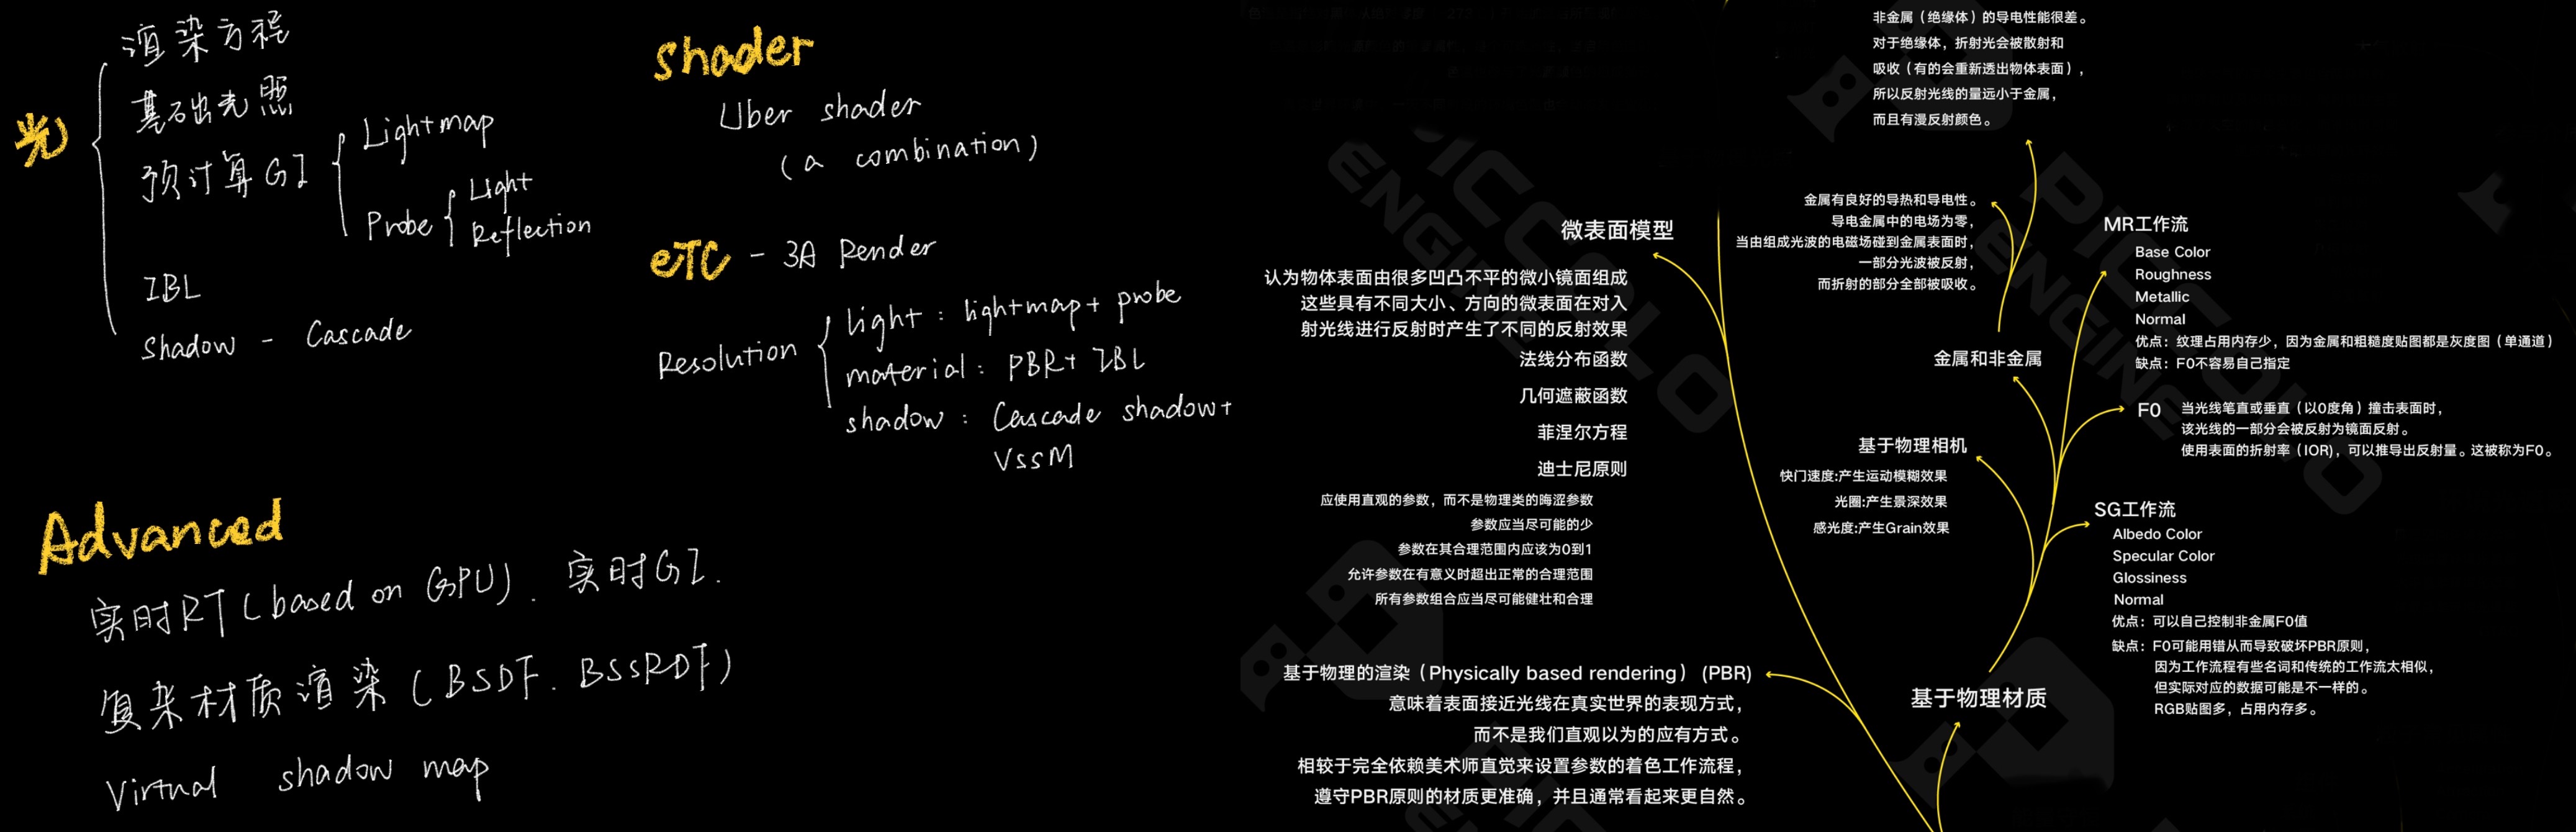 光
渲染方程
基础光照
预计算GI
Lightmap
Probe
Light
Reflection
IBL
Shadow - Cascade
shader
Uber shader
(a combination)
eTC - 3A Render
Resolution
light : lightmap + probe
material : PBR + IBL
shadow : Cascade shadow +
VSSM
Advanced
实时RT (based on GPU). 实时GI.
复杂材质渲染 (BSDF. BSSRDF)
Virtual shadow map
微表面模型
认为物体表面由很多凹凸不平的微小镜面组成
这些具有不同大小、方向的微表面在对入
射光线进行反射时产生了不同的反射效果
法线分布函数
几何遮蔽函数
菲涅尔方程
迪士尼原则
应使用直观的参数，而不是物理类的晦涩参数
参数应当尽可能的少
参数在其合理范围内应该为0到1
允许参数在有意义时超出正常的合理范围
所有参数组合应当尽可能健壮和合理
基于物理的渲染（Physically based rendering）(PBR)
意味着表面接近光线在真实世界的表现方式，
而不是我们直观以为的应有方式。
相较于完全依赖美术师直觉来设置参数的着色工作流程，
遵守PBR原则的材质更准确，并且通常看起来更自然。
非金属（绝缘体）的导电性能很差。
对于绝缘体，折射光会被散射和
吸收（有的会重新透出物体表面），
所以反射光线的量远小于金属，
而且有漫反射颜色。
金属有良好的导热和导电性。
导电金属中的电场为零，
当由组成光波的电磁场碰到金属表面时，
一部分光波被反射，
而折射的部分全部被吸收。
金属和非金属
基于物理相机
快门速度:产生运动模糊效果
光圈:产生景深效果
感光度:产生Grain效果
基于物理材质
MR工作流
Base Color
Roughness
Metallic
Normal
优点：纹理占用内存少，因为金属和粗糙度贴图都是灰度图（单通道）
缺点：F0不容易自己指定
F0
当光线笔直或垂直（以0度角）撞击表面时，
该光线的一部分会被反射为镜面反射。
使用表面的折射率（IOR)，可以推导出反射量。这被称为F0。
SG工作流
Albedo Color
Specular Color
Glossiness
Normal
优点：可以自己控制非金属F0值
缺点：F0可能用错从而导致破坏PBR原则，
因为工作流程有些名词和传统的工作流太相似，
但实际对应的数据可能是不一样的。
RGB贴图多，占用内存多。
PICCOLO
ENGINE
PICCOLO
ENGINE